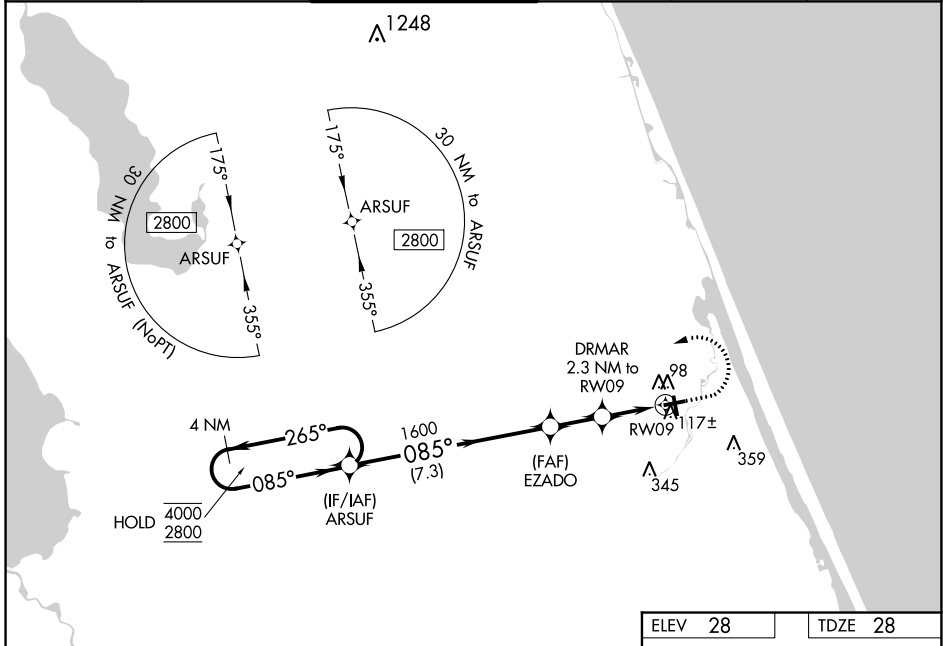 1248
175°
30 NM to ARSUF (NoPT)
2800
ARSUF
355°
175°
30 NM to ARSUF
ARSUF
2800
355°
DRMAR
2.3 NM to
RW09
98
RW09
117±
359
345
4 NM
265°
085°
1600
085°
(7.3)
(FAF)
EZADO
(IF/IAF)
ARSUF
HOLD
4000
2800
ELEV 28
TDZE 28